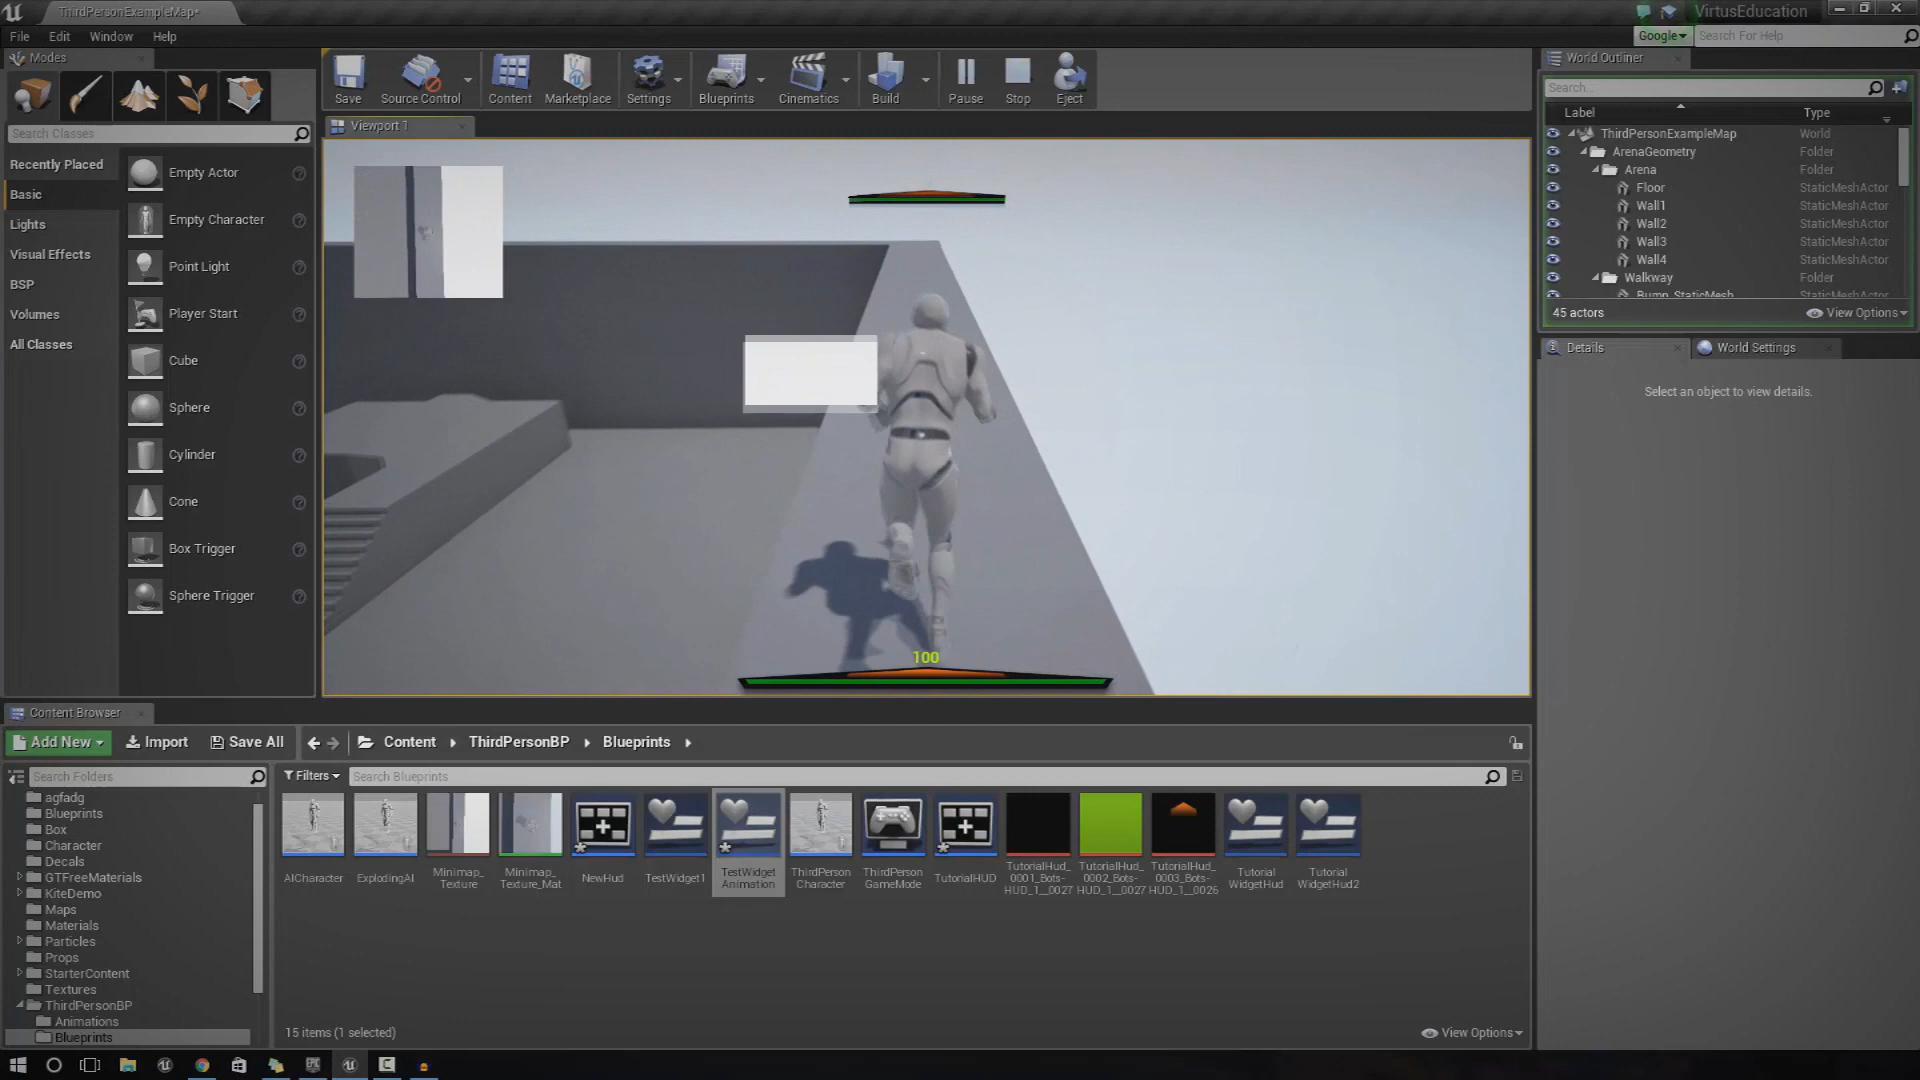 ThirdPersonExampleMap*
VirtusEducation
File Edit Window Help
Google Search For Help
Modes
Search Classes
Recently Placed
Basic
Lights
Visual Effects
BSP
Volumes
All Classes
Empty Actor
Empty Character
Point Light
Player Start
Cube
Sphere
Cylinder
Cone
Box Trigger
Sphere Trigger
Save Source Control Content Marketplace Settings Blueprints Cinematics Build Pause Stop Eject
Viewport 1
100
World Outliner
Search...
Label Type
ThirdPersonExampleMap World
ArenaGeometry Folder
Arena Folder
Floor StaticMeshActor
Wall1 StaticMeshActor
Wall2 StaticMeshActor
Wall3 StaticMeshActor
Wall4 StaticMeshActor
Walkway Folder
Bump_StaticMesh StaticMeshActor
45 actors View Options
Details World Settings
Select an object to view details.
Content Browser
Add New Import Save All Content ThirdPersonBP Blueprints
Search Folders
Filters Search Blueprints
agfadg
Blueprints
Box
Character
Decals
GTFreeMaterials
KiteDemo
Maps
Materials
Particles
Props
StarterContent
Textures
ThirdPersonBP
Animations
Blueprints
AICharacter
ExplodingAI
Minimap_
Texture
Minimap_
Texture_Mat
NewHud
TestWidget1
TestWidget
Animation
ThirdPerson
Character
ThirdPerson
GameMode
TutorialHUD
TutorialHud_
0001_Bots-
HUD_1__0027
TutorialHud_
0002_Bots-
HUD_1__0027
TutorialHud_
0003_Bots-
HUD_1__0026
Tutorial
WidgetHud
Tutorial
WidgetHud2
15 items (1 selected) View Options